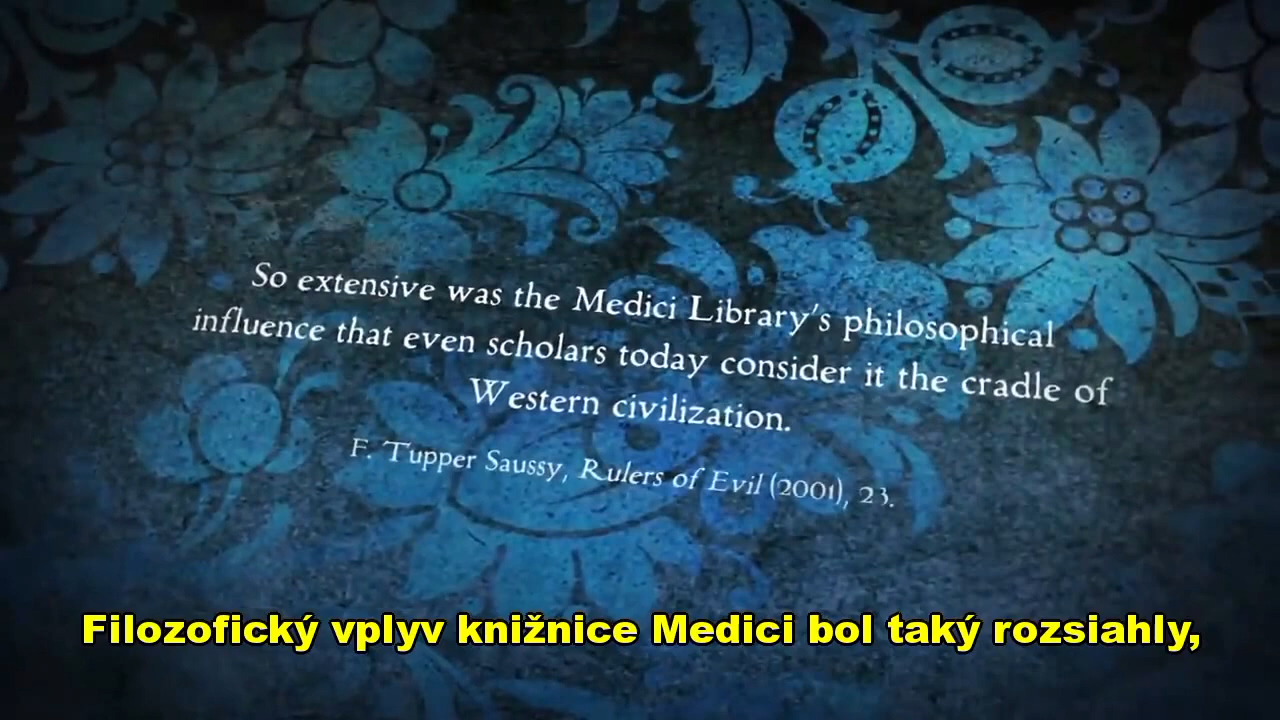 So extensive was the Medici Library's philosophical
influence that even scholars today consider it the cradle of
Western civilization.
F. Tupper Saussy, Rulers of Evil (2001), 23.
Filozofický vplyv knižnice Medici bol taký rozsiahly,